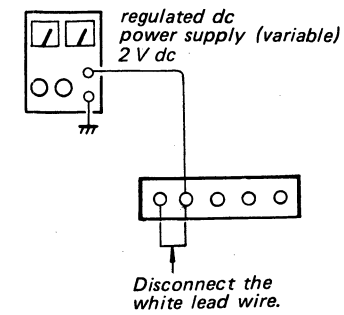 regulated dc
power supply (variable)
2 V dc
Disconnect the
white lead wire.